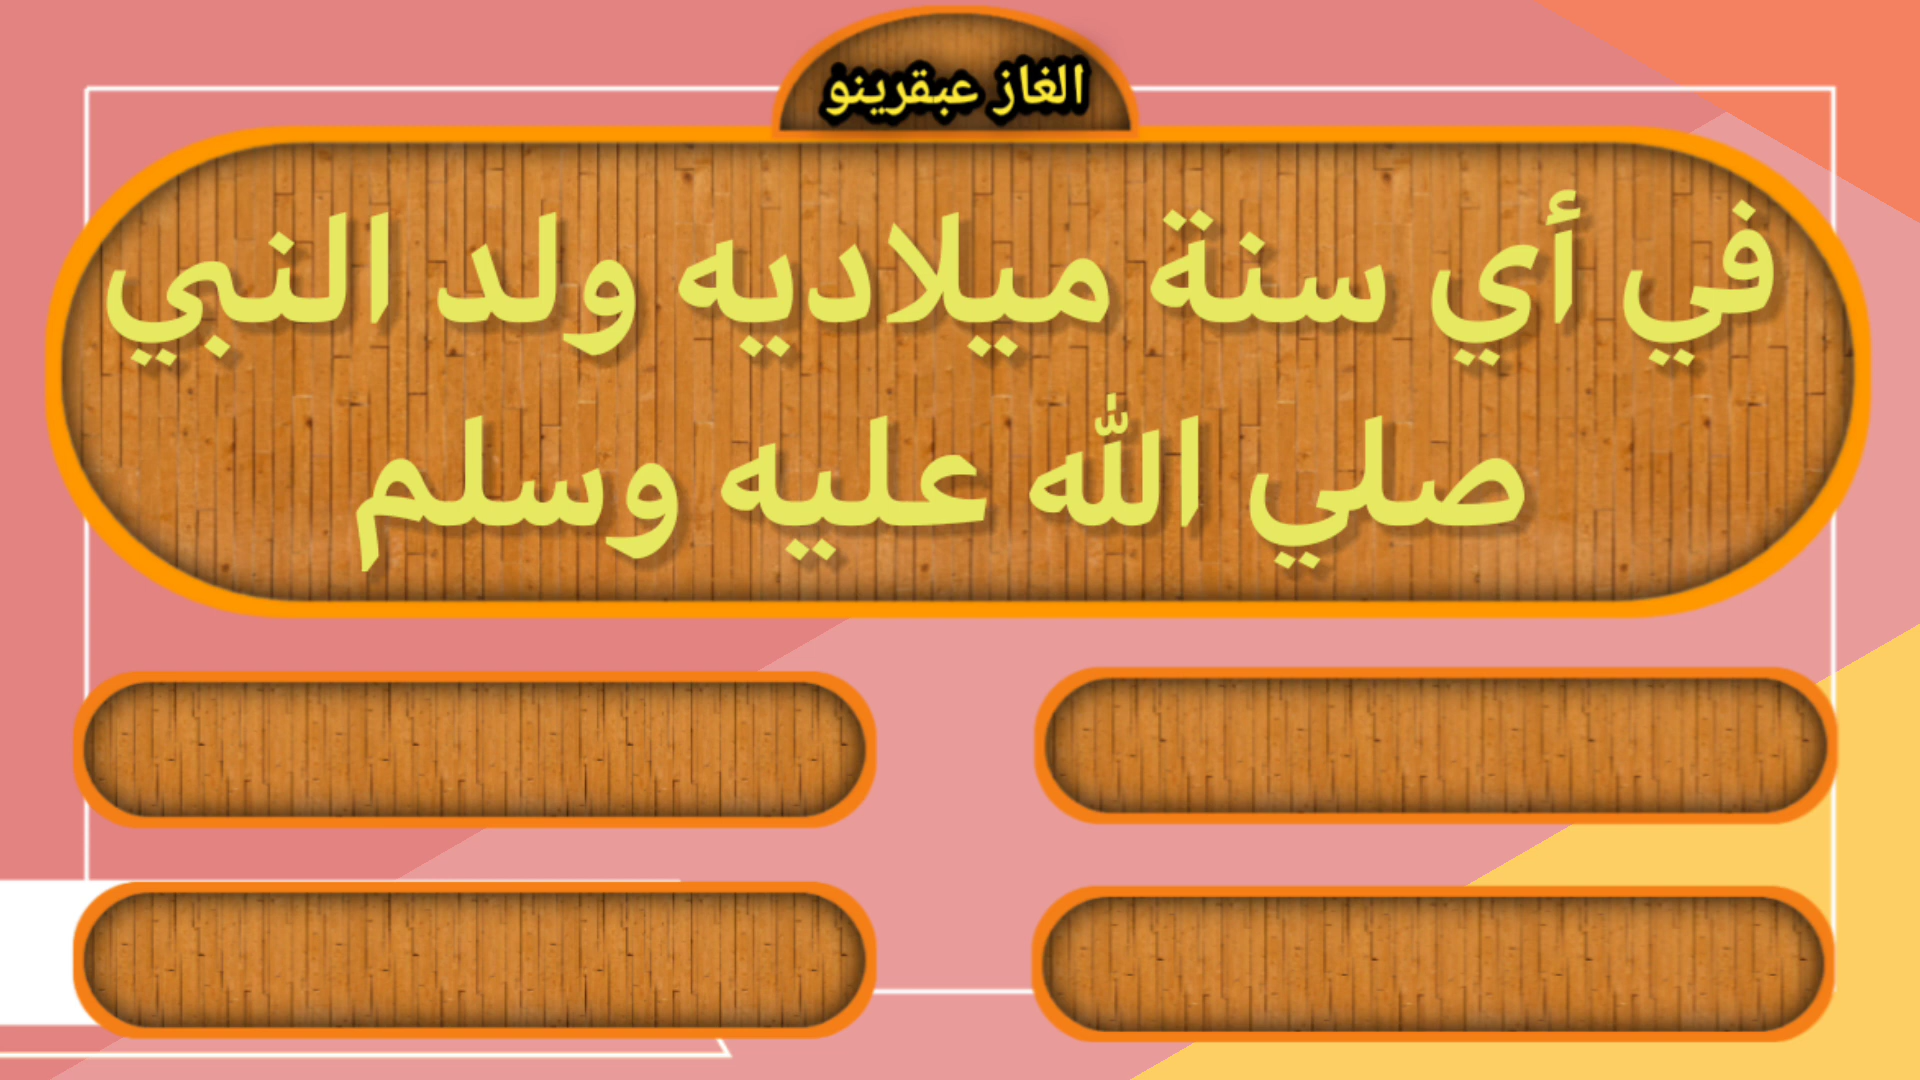 الغاز عبقرينو
في أي سنة ميلاديه ولد النبي
صلي الله عليه وسلم